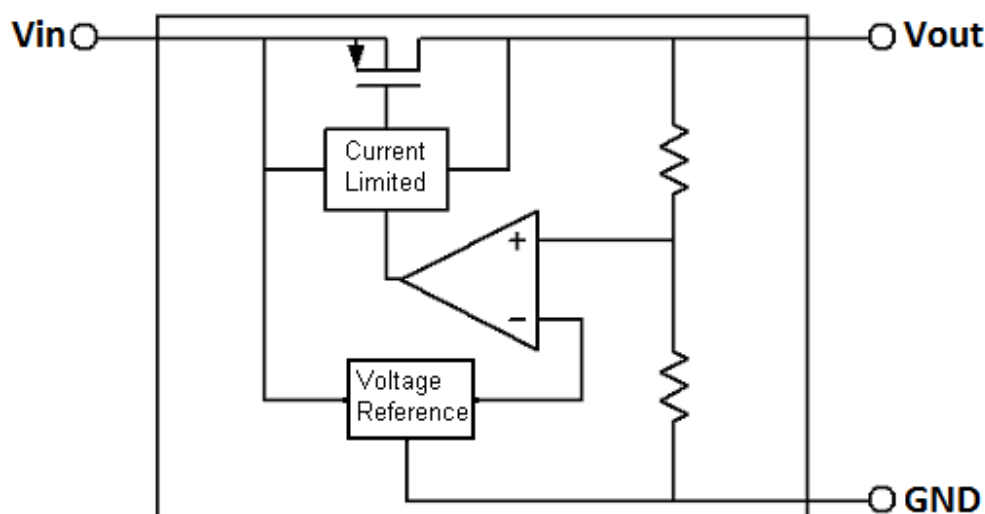 Vin
Vout
Current
Limited
+
−
Voltage
Reference
GND